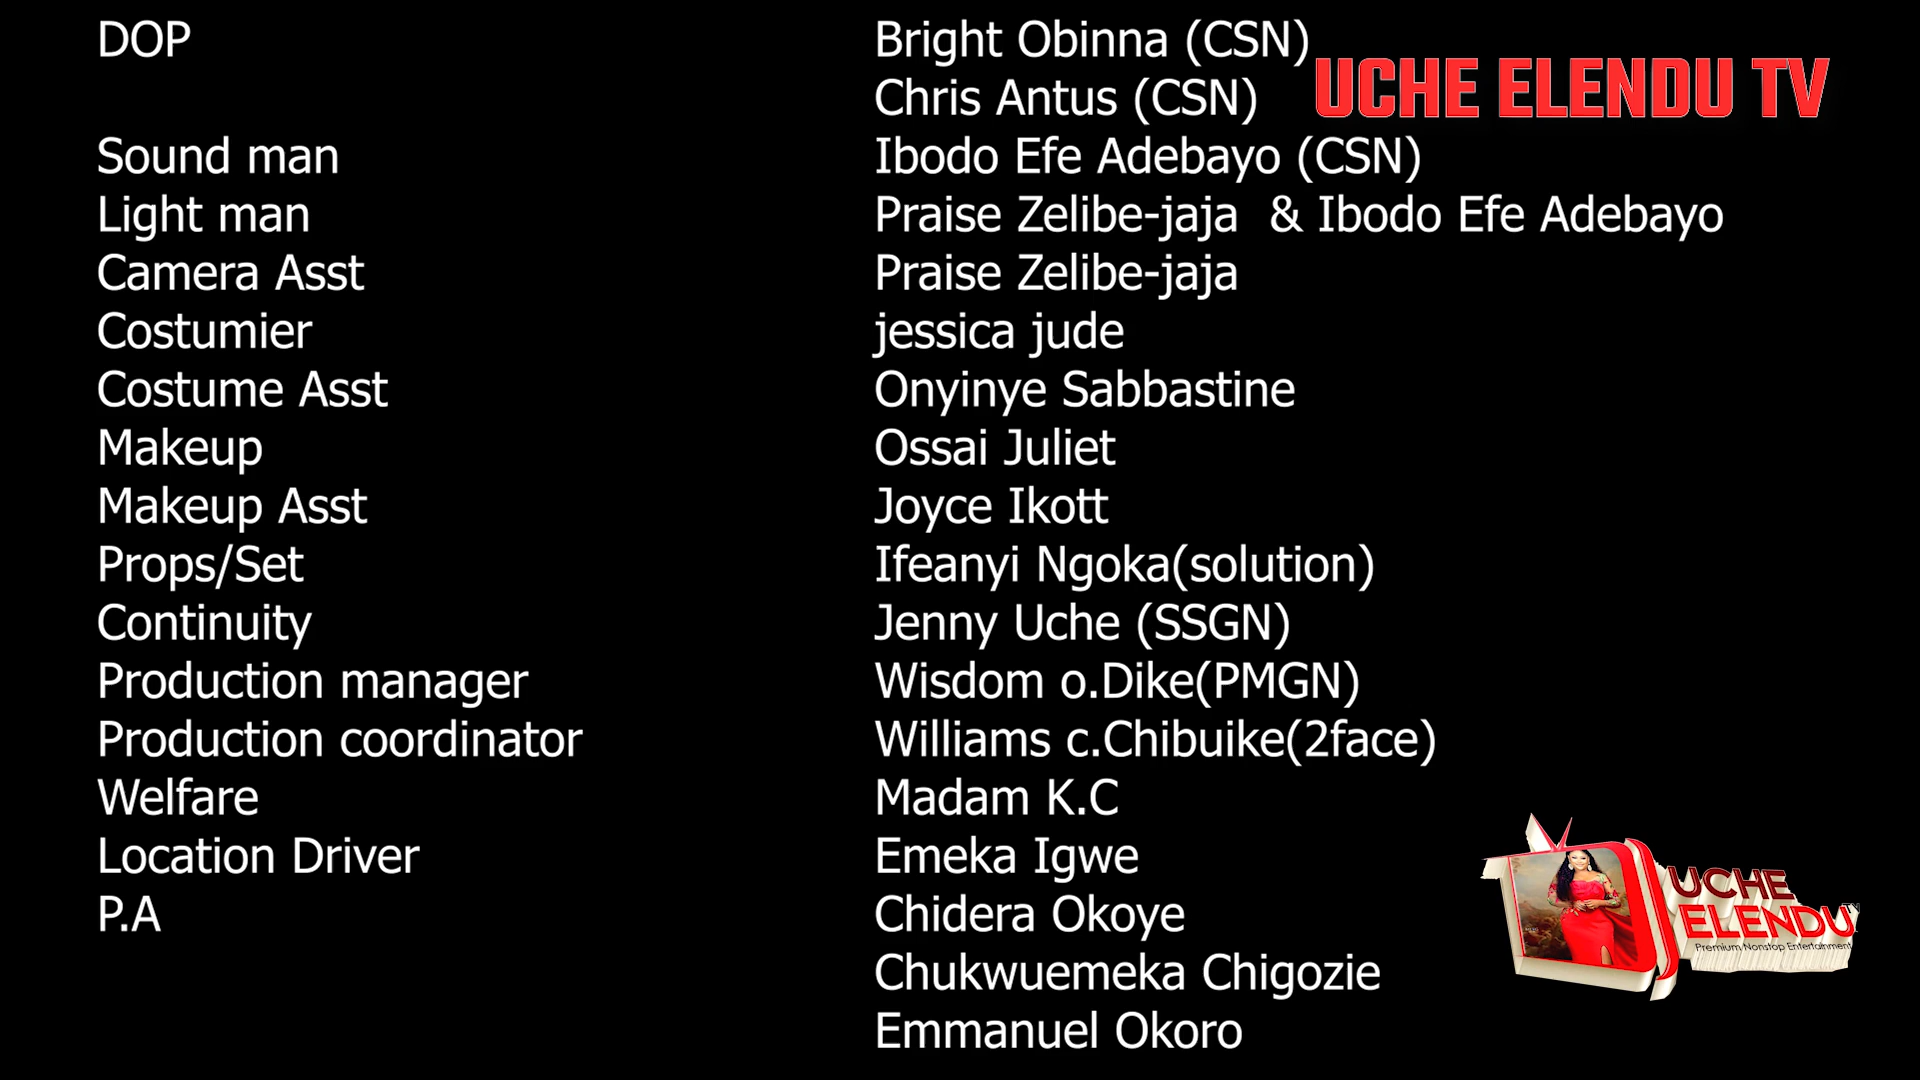 DOP Bright Obinna (CSN)
UCHE ELENDU TV
Chris Antus (CSN)
Sound man Ibodo Efe Adebayo (CSN)
Light man Praise Zelibe-jaja & Ibodo Efe Adebayo
Camera Asst Praise Zelibe-jaja
Costumier jessica jude
Costume Asst Onyinye Sabbastine
Makeup Ossai Juliet
Makeup Asst Joyce Ikott
Props/Set Ifeanyi Ngoka(solution)
Continuity Jenny Uche (SSGN)
Production manager Wisdom o.Dike(PMGN)
Production coordinator Williams c.Chibuike(2face)
Welfare Madam K.C
Location Driver Emeka Igwe
P.A Chidera Okoye
Chukwuemeka Chigozie
Emmanuel Okoro
UCHE
ELENDU TV
Premium Nonstop Entertainment